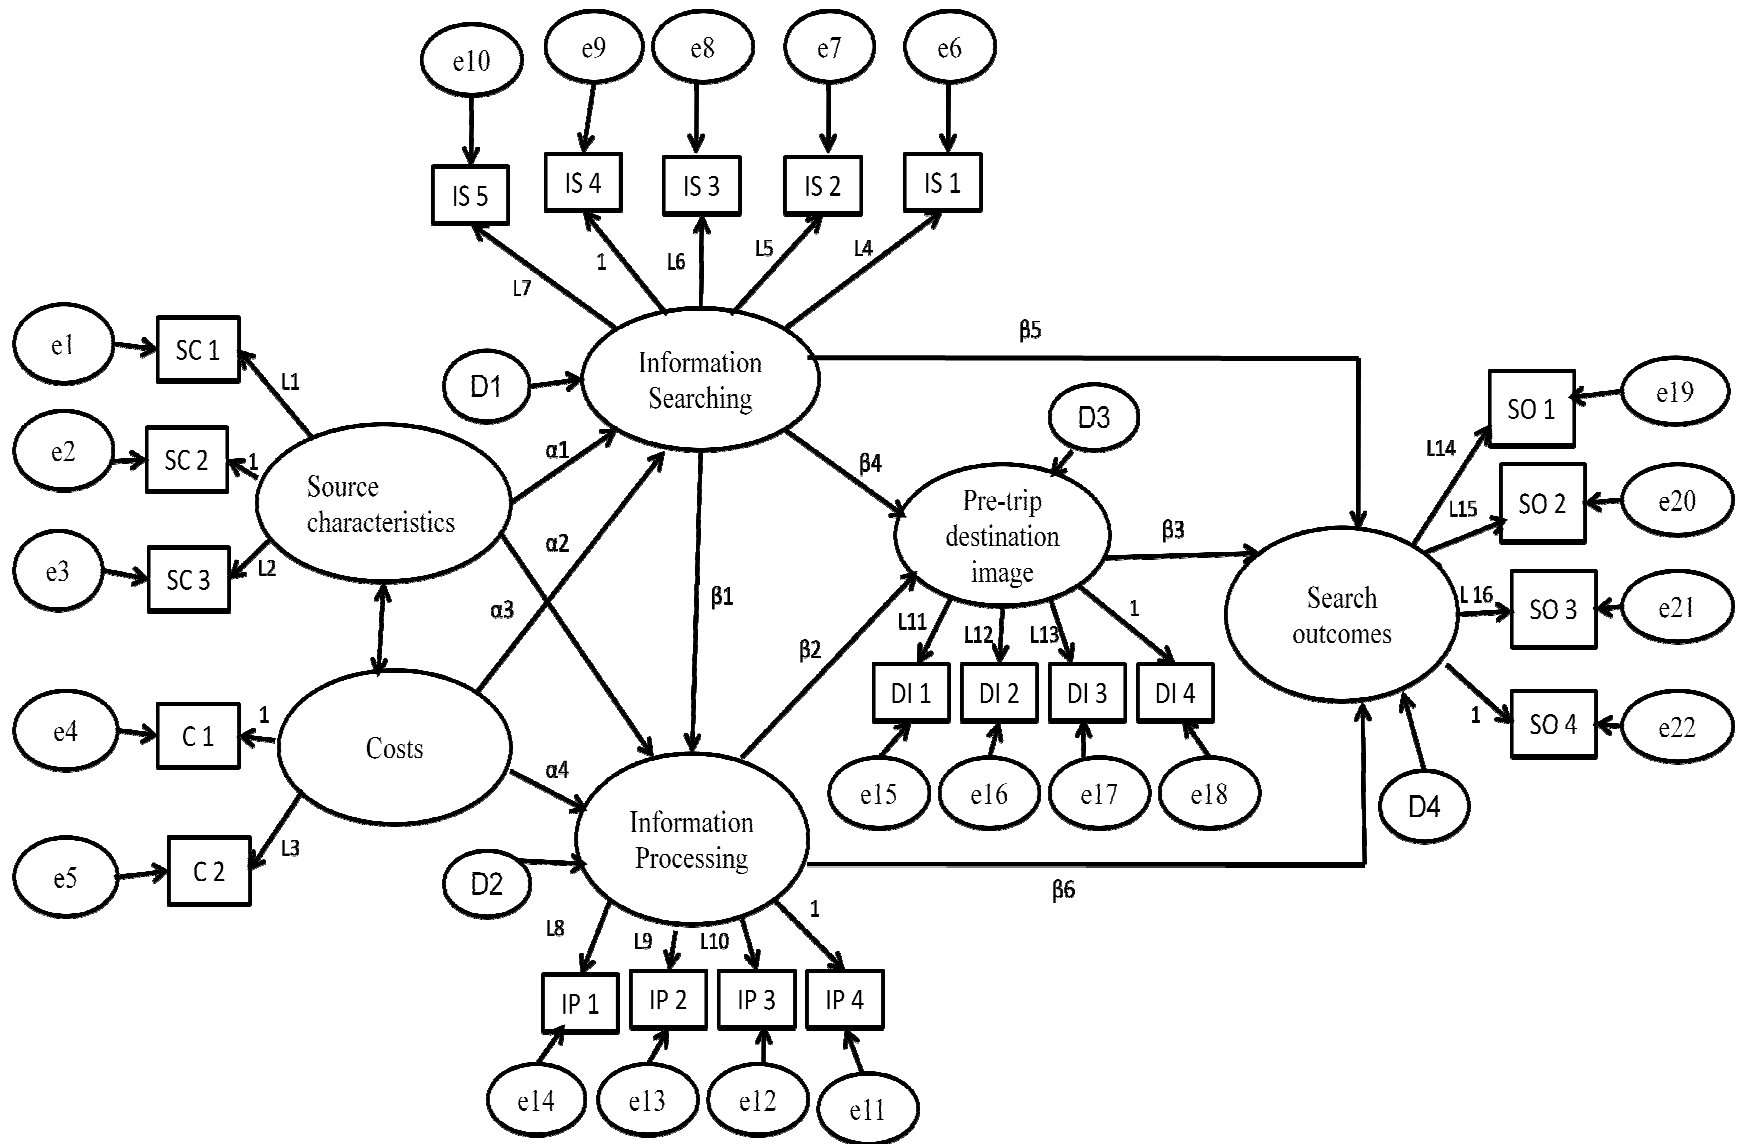 e10
e9
e8
e7
e6
IS 5
IS 4
IS 3
IS 2
IS 1
L7
1
L6
L5
L4
e1
SC 1
L1
e2
SC 2
1
e3
SC 3
L2
Source
characteristics
D1
Information
Searching
α1
α2
α3
β1
β4
β5
D3
Pre-trip
destination
image
β3
β2
L11
L12
L13
1
DI 1
DI 2
DI 3
DI 4
e15
e16
e17
e18
Search
outcomes
L14
L15
L 16
1
SO 1
SO 2
SO 3
SO 4
e19
e20
e21
e22
D4
e4
C 1
1
e5
C 2
L3
Costs
α4
D2
Information
Processing
β6
L8
L9
L10
1
IP 1
IP 2
IP 3
IP 4
e14
e13
e12
e11